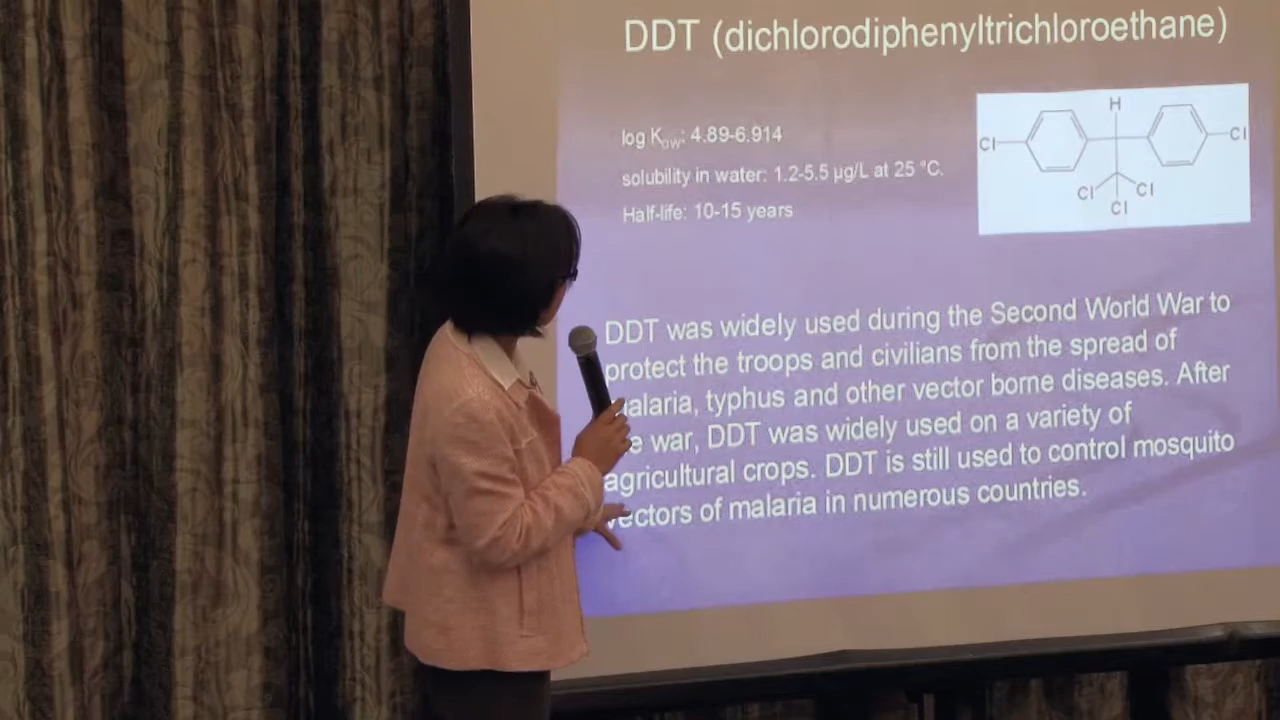 DDT (dichlorodiphenyltrichloroethane)
log Kow: 4.89-6.914
solubility in water: 1.2-5.5 µg/L at 25 °C.
Half-life: 10-15 years
H
Cl
Cl
Cl
Cl
Cl
DDT was widely used during the Second World War to
protect the troops and civilians from the spread of
alaria, typhus and other vector borne diseases. After
e war, DDT was widely used on a variety of
agricultural crops. DDT is still used to control mosquito
vectors of malaria in numerous countries.